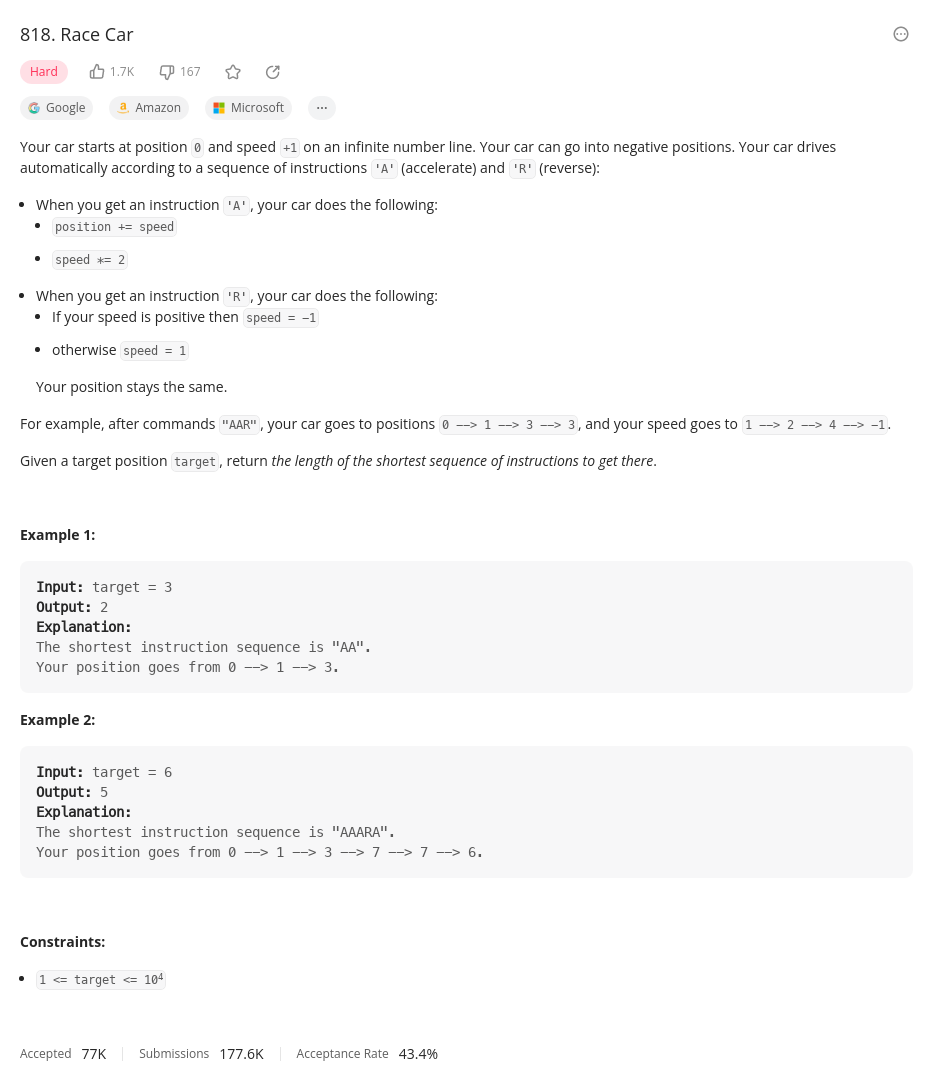 818. Race Car
Hard 1.7K 167
Google Amazon Microsoft ...
Your car starts at position 0 and speed +1 on an infinite number line. Your car can go into negative positions. Your car drives
automatically according to a sequence of instructions 'A' (accelerate) and 'R' (reverse):
• When you get an instruction 'A', your car does the following:
• position += speed
• speed *= 2
• When you get an instruction 'R', your car does the following:
• If your speed is positive then speed = -1
• otherwise speed = 1
Your position stays the same.
For example, after commands "AAR", your car goes to positions 0 --> 1 --> 3 --> 3, and your speed goes to 1 --> 2 --> 4 --> -1.
Given a target position target, return the length of the shortest sequence of instructions to get there.
Example 1:
Input: target = 3
Output: 2
Explanation:
The shortest instruction sequence is "AA".
Your position goes from 0 --> 1 --> 3.
Example 2:
Input: target = 6
Output: 5
Explanation:
The shortest instruction sequence is "AAARA".
Your position goes from 0 --> 1 --> 3 --> 7 --> 7 --> 6.
Constraints:
• 1 <= target <= 10⁴
Accepted 77K Submissions 177.6K Acceptance Rate 43.4%